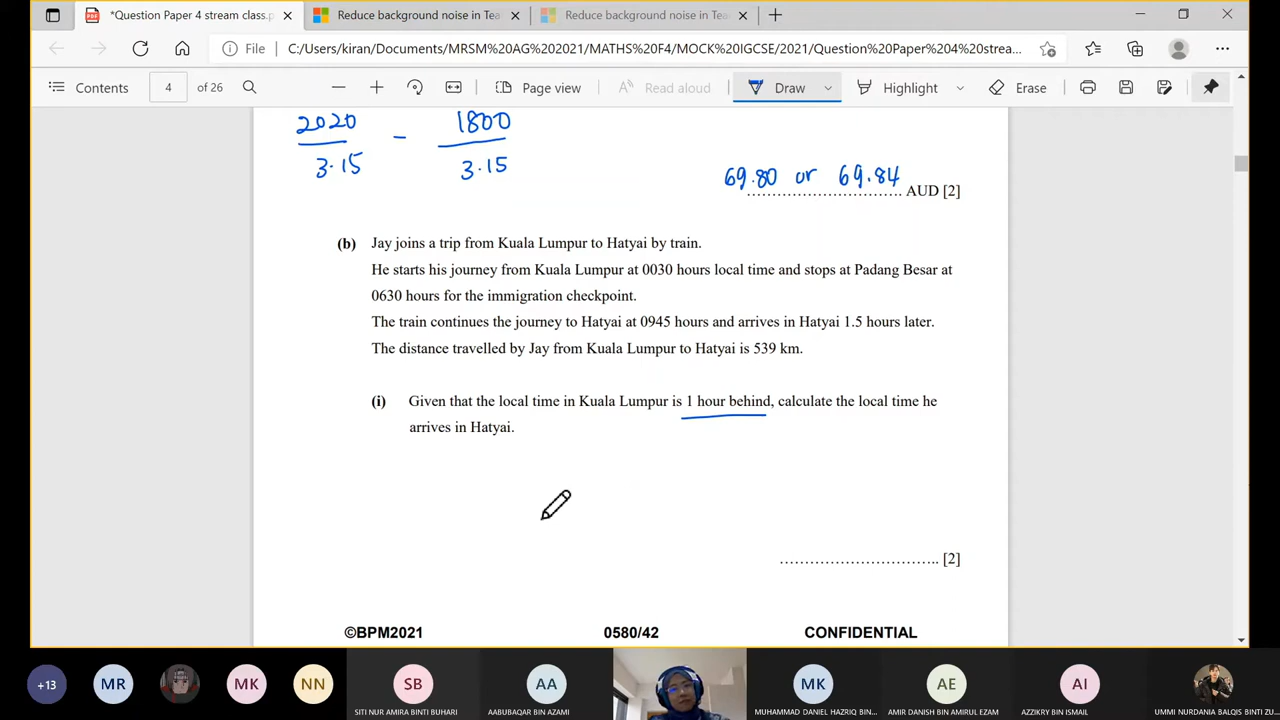 *Question Paper 4 stream class.p
Reduce background noise in Tea
Reduce background noise in Tea
File
C:/Users/kiran/Documents/MRSM%20AG%202021/MATHS%20F4/MOCK%20IGCSE/2021/Question%20Paper%204%20strea...
Contents
4
of 26
Page view
Read aloud
Draw
Highlight
Erase
2020
3.15
-
1800
3.15
69.80 or 69.84
................................. AUD [2]
(b) Jay joins a trip from Kuala Lumpur to Hatyai by train.
He starts his journey from Kuala Lumpur at 0030 hours local time and stops at Padang Besar at
0630 hours for the immigration checkpoint.
The train continues the journey to Hatyai at 0945 hours and arrives in Hatyai 1.5 hours later.
The distance travelled by Jay from Kuala Lumpur to Hatyai is 539 km.
(i) Given that the local time in Kuala Lumpur is 1 hour behind, calculate the local time he
arrives in Hatyai.
................................. [2]
©BPM2021 0580/42 CONFIDENTIAL
+13
MR
MK
NN
SB
SITI NUR AMIRA BINTI BUHARI
AA
AABUBAQAR BIN AZAMI
MK
MUHAMMAD DANIEL HAZRIQ BIN...
AE
AMIR DANISH BIN AMIRUL EZAM
AI
AZZIKRY BIN ISMAIL
UMMI NURDANIA BALQIS BINTI ZU...